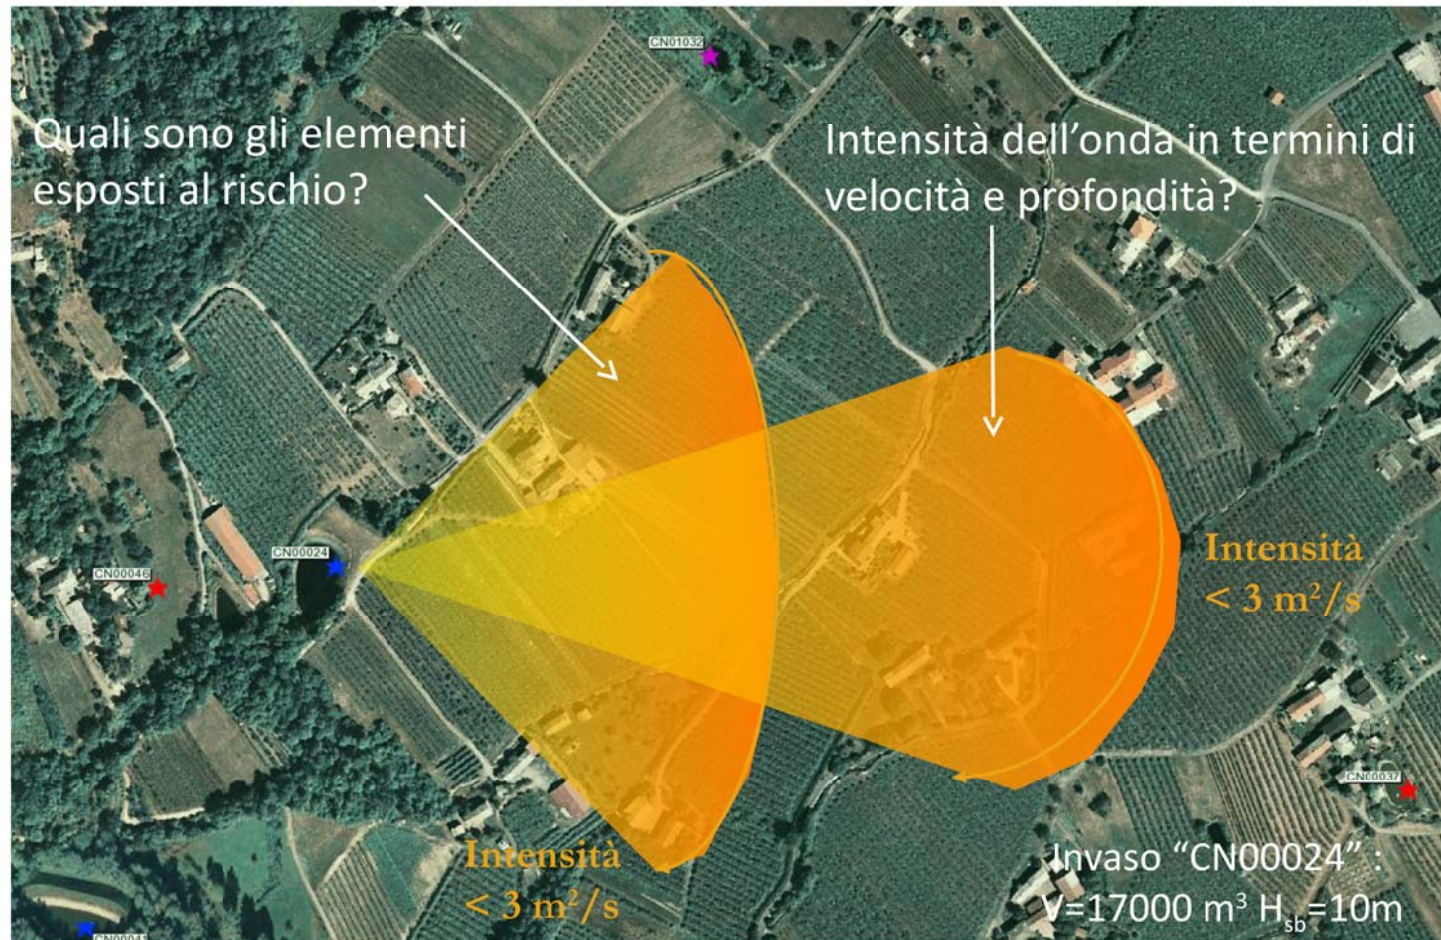 CN01032
Quali sono gli elementi
esposti al rischio?
Intensità dell’onda in termini di
velocità e profondità?
CN00024
CN00046
Intensità
< 3 m²/s
CN00037
Intensità
< 3 m²/s
Invaso “CN00024” :
V=17000 m³ Hsb=10m
CN00041